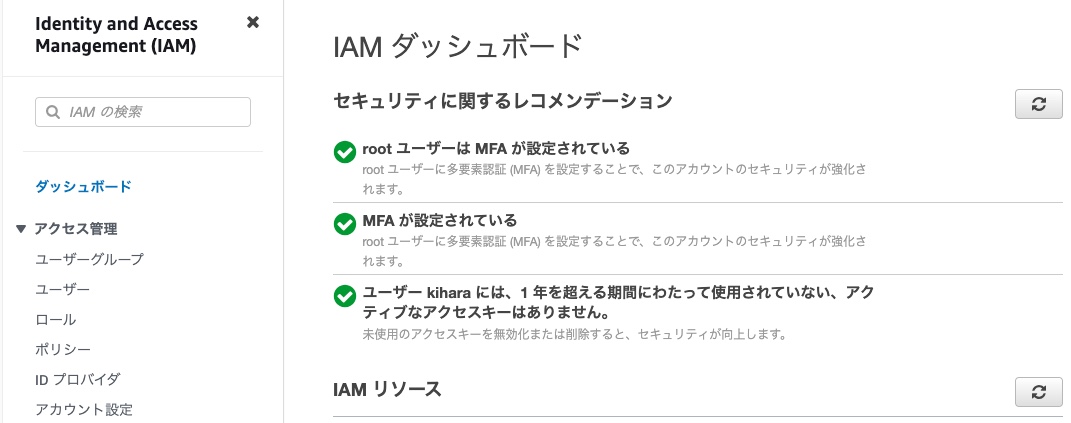 Identity and Access
Management (IAM)
IAM の検索
ダッシュボード
アクセス管理
ユーザーグループ
ユーザー
ロール
ポリシー
ID プロバイダ
アカウント設定
IAM ダッシュボード
セキュリティに関するレコメンデーション
root ユーザーは MFA が設定されている
root ユーザーに多要素認証 (MFA) を設定することで、このアカウントのセキュリティが強化さ
れます。
MFA が設定されている
root ユーザーに多要素認証 (MFA) を設定することで、このアカウントのセキュリティが強化さ
れます。
ユーザー kihara には、1 年を超える期間にわたって使用されていない、アク
ティブなアクセスキーはありません。
未使用のアクセスキーを無効化または削除すると、セキュリティが向上します。
IAM リソース